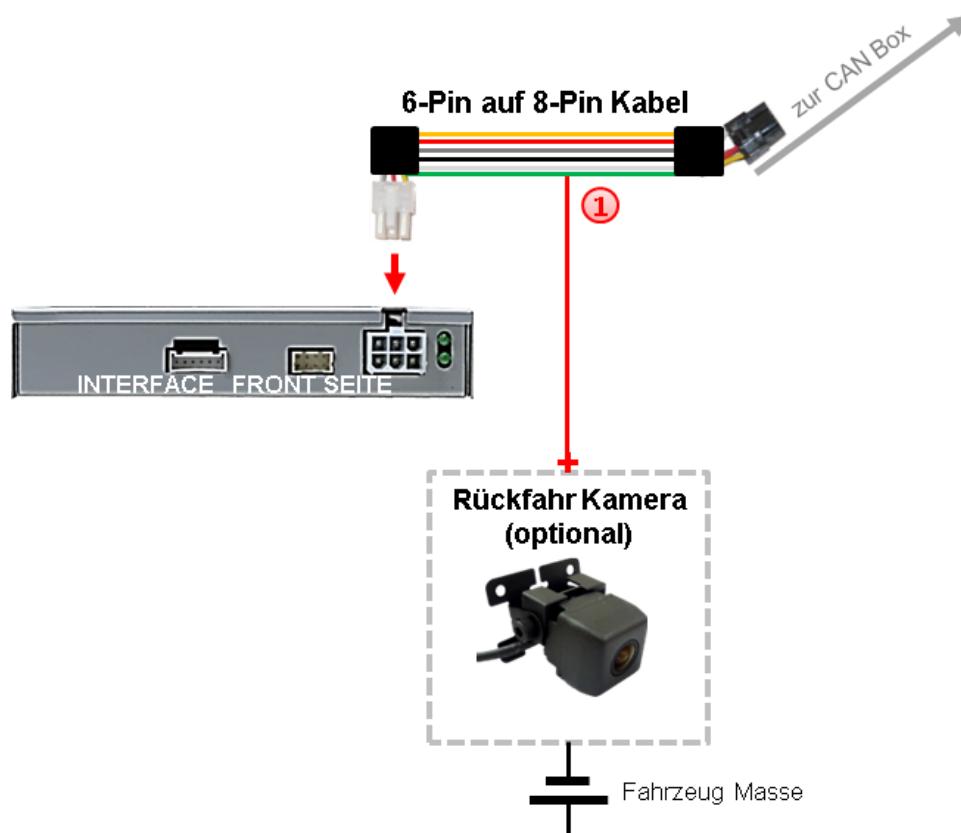 zur CAN Box
6-Pin auf 8-Pin Kabel
1
INTERFACE FRONT SEITE
Rückfahr Kamera
(optional)
Fahrzeug Masse